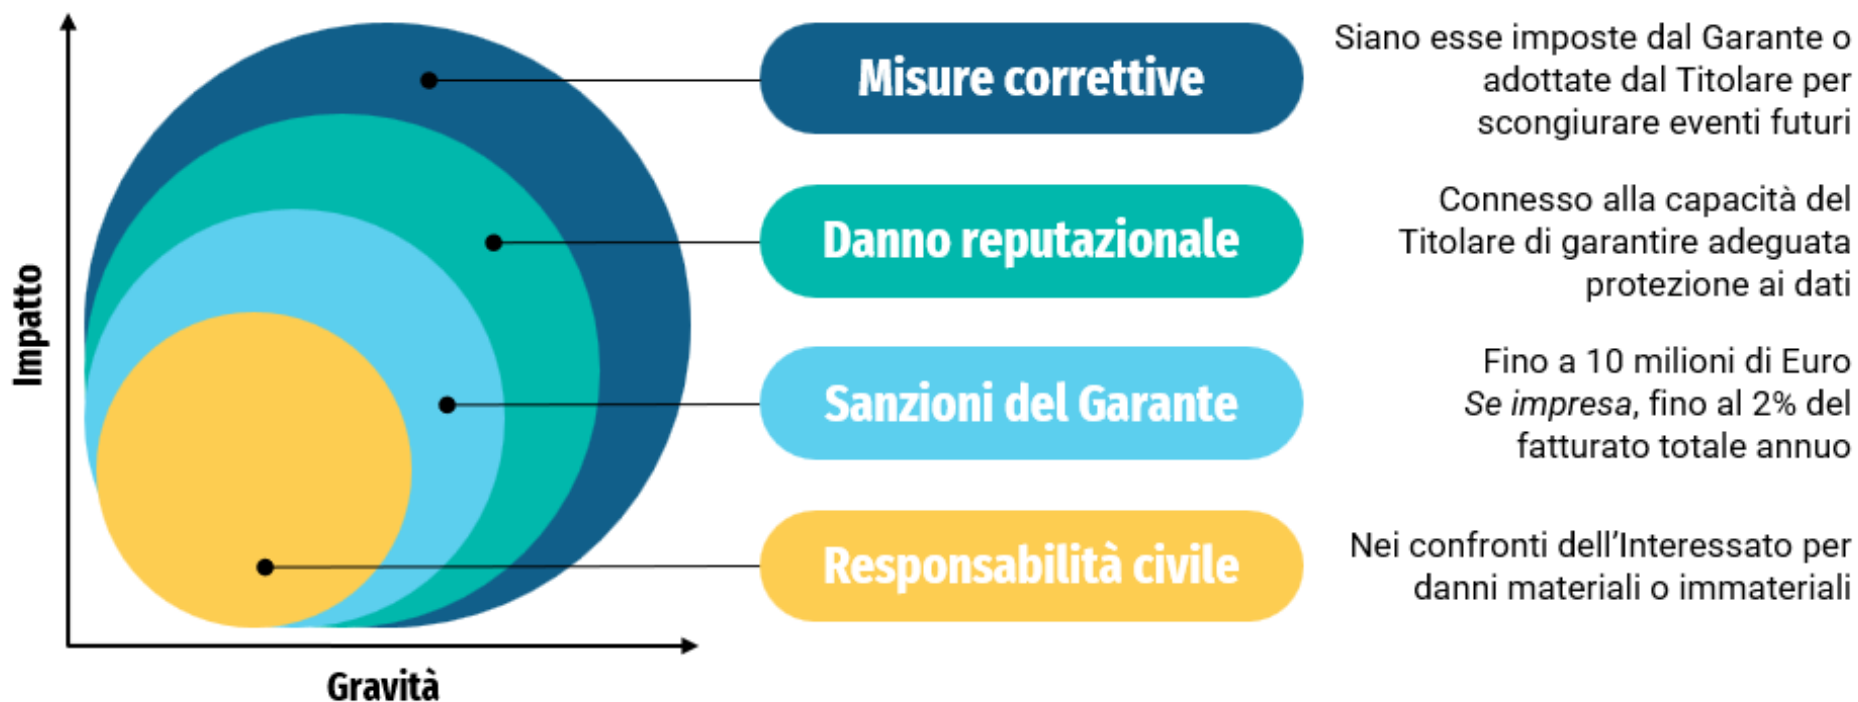 Impatto
Gravità
Misure correttive
Siano esse imposte dal Garante o
adottate dal Titolare per
scongiurare eventi futuri
Danno reputazionale
Connesso alla capacità del
Titolare di garantire adeguata
protezione ai dati
Sanzioni del Garante
Fino a 10 milioni di Euro
Se impresa, fino al 2% del
fatturato totale annuo
Responsabilità civile
Nei confronti dell’Interessato per
danni materiali o immateriali